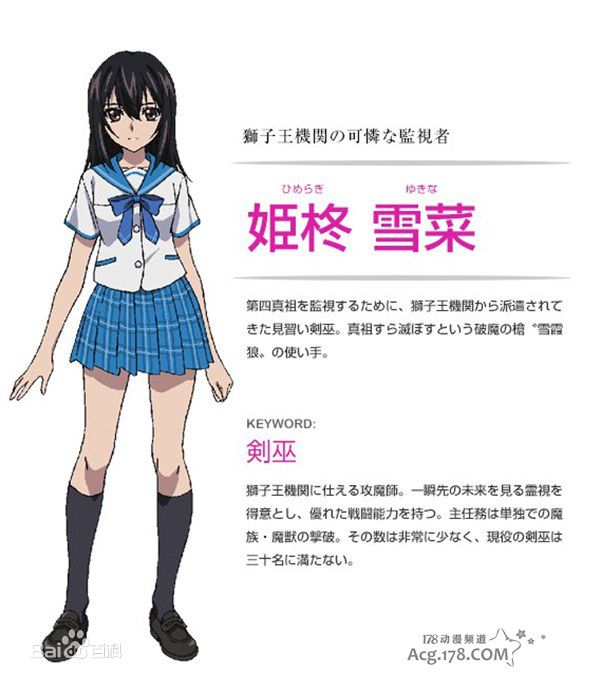 獅子王機関の可憐な監視者
ひめらぎ ゆきな
姫柊 雪菜
第四真祖を監視するために、獅子王機関から派遣されて
きた見習い剣巫。真祖すら滅ぼすという破魔の槍〝雪霞
狼〟の使い手。
KEYWORD:
剣巫
獅子王機関に仕える攻魔師。一瞬先の未来を見る霊視を
得意とし、優れた戦闘能力を持つ。主任務は単独での魔
族・魔獣の撃破。その数は非常に少なく、現役の剣巫は
三十名に満たない。
Bai du 百科
178动漫频道
Acg.178.COM